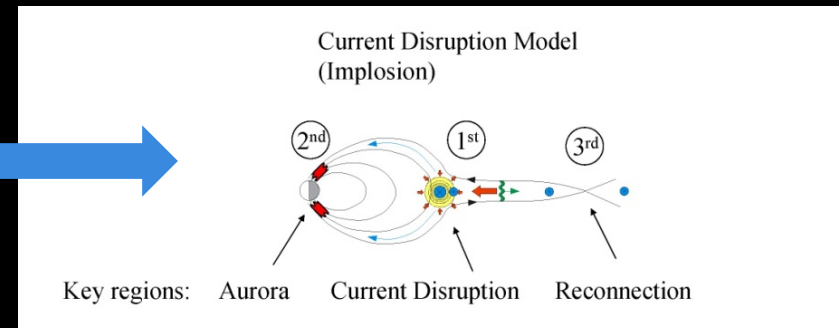 Current Disruption Model
(Implosion)
2nd 1st 3rd
Key regions: Aurora Current Disruption Reconnection